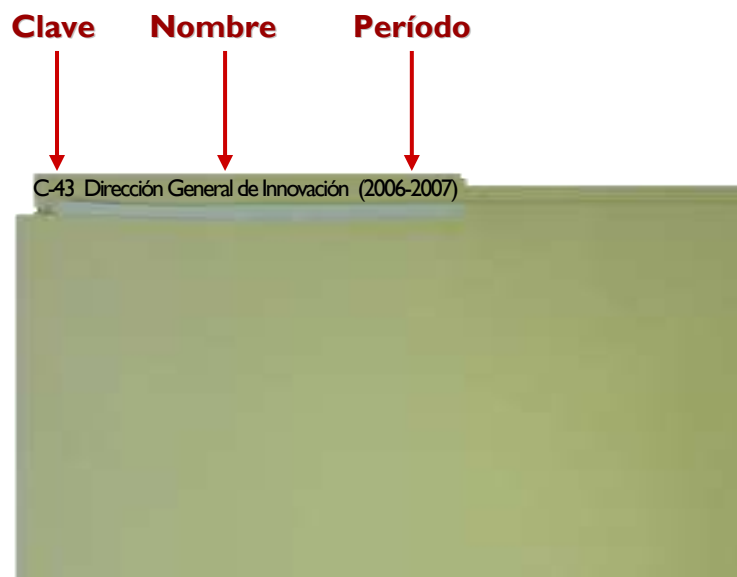 Clave Nombre Período
C-43 Dirección General de Innovación (2006-2007)